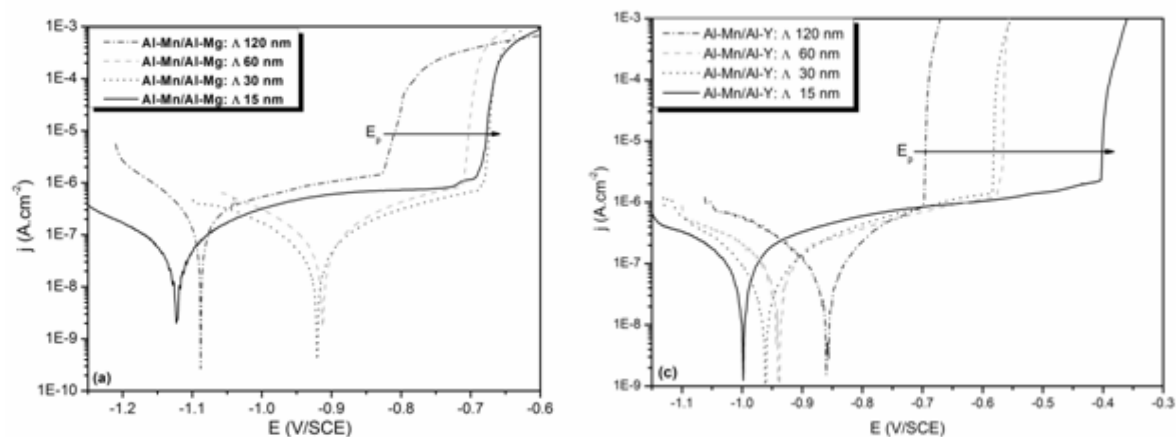 1E-3
1E-4
1E-5
1E-6
1E-7
1E-8
1E-9
1E-10
j (A.cm-2)
Al-Mn/Al-Mg: Λ 120 nm
Al-Mn/Al-Mg: Λ 60 nm
Al-Mn/Al-Mg: Λ 30 nm
Al-Mn/Al-Mg: Λ 15 nm
Ep
(a)
-1.2 -1.1 -1.0 -0.9 -0.8 -0.7 -0.6
E (V/SCE)
1E-3
1E-4
1E-5
1E-6
1E-7
1E-8
1E-9
j (A.cm-2)
Al-Mn/Al-Y: Λ 120 nm
Al-Mn/Al-Y: Λ 60 nm
Al-Mn/Al-Y: Λ 30 nm
Al-Mn/Al-Y: Λ 15 nm
Ep
(c)
-1.1 -1.0 -0.9 -0.8 -0.7 -0.6 -0.5 -0.4 -0.3
E (V/SCE)